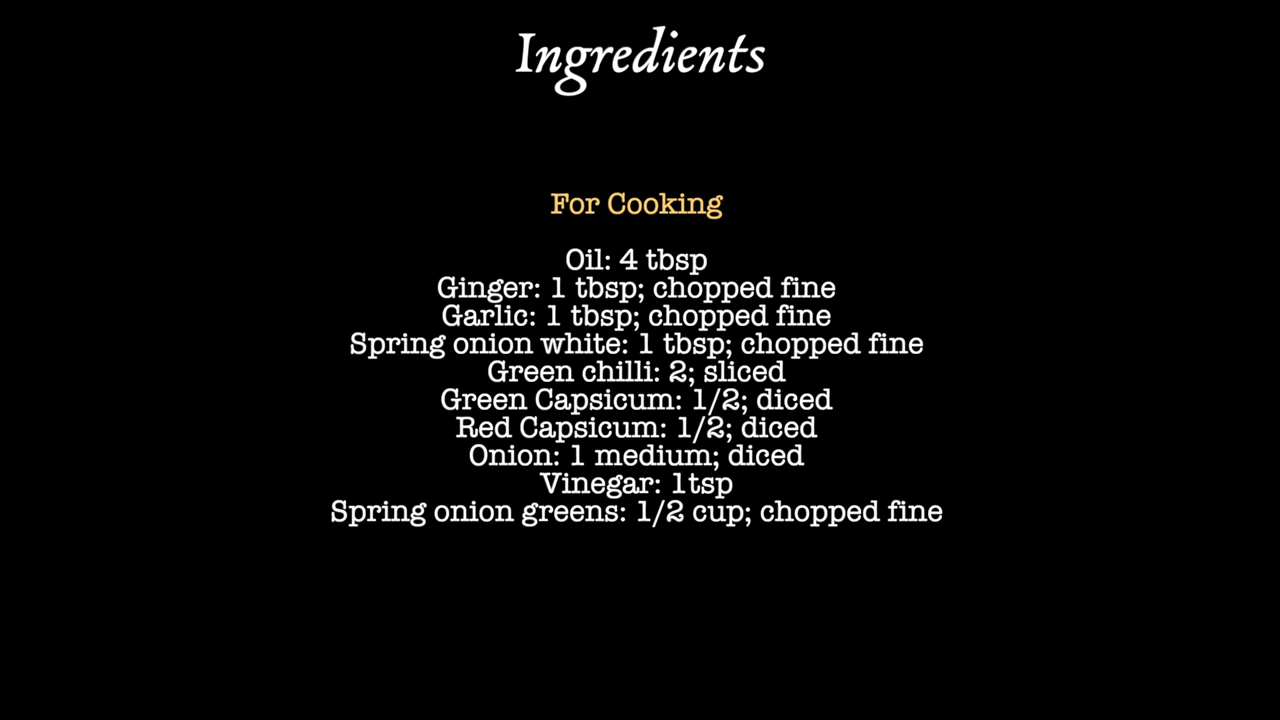 Ingredients
For Cooking
Oil: 4 tbsp
Ginger: 1 tbsp; chopped fine
Garlic: 1 tbsp; chopped fine
Spring onion white: 1 tbsp; chopped fine
Green chilli: 2; sliced
Green Capsicum: 1/2; diced
Red Capsicum: 1/2; diced
Onion: 1 medium; diced
Vinegar: 1tsp
Spring onion greens: 1/2 cup; chopped fine